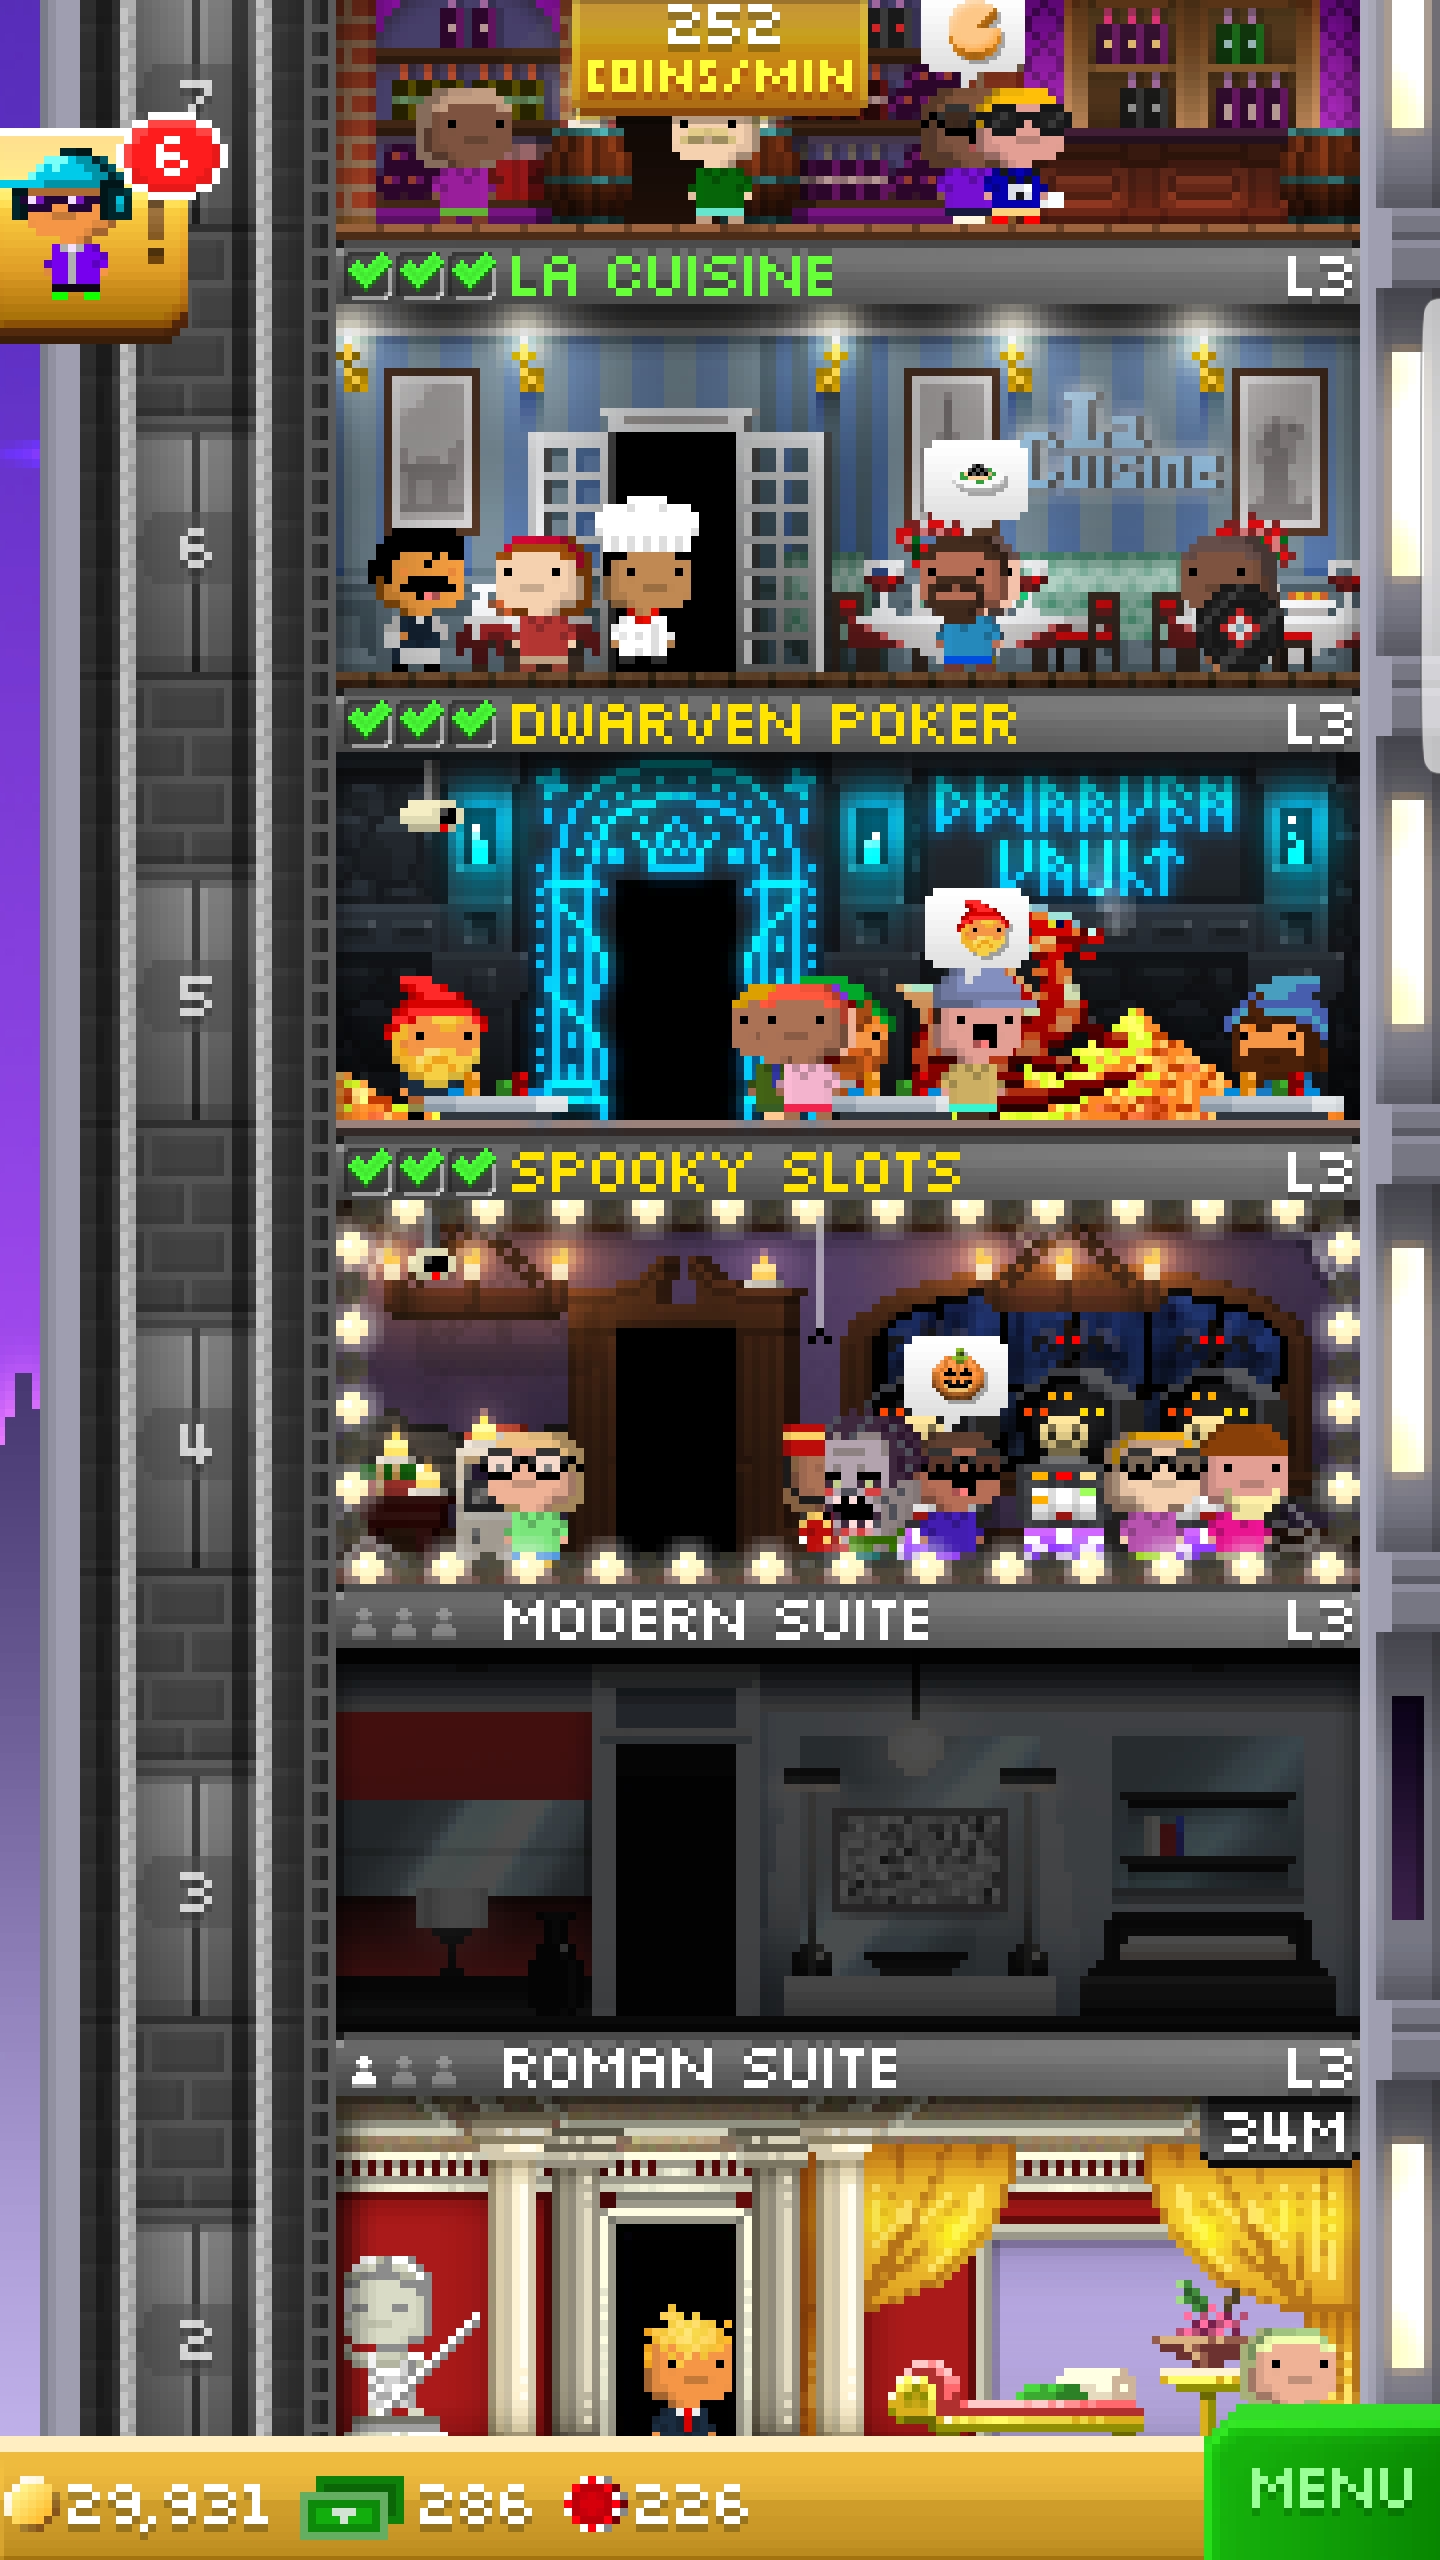 252
COINS/MIN
7
6
LA CUISINE L3
La
Cuisine
6
DWARVEN POKER L3
DWARVEN
VAULT
5
SPOOKY SLOTS L3
4
MODERN SUITE L3
3
ROMAN SUITE L3
34M
2
29,931 286 226
MENU